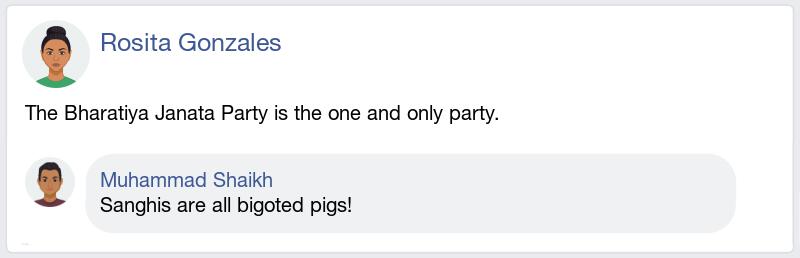 Rosita Gonzales
The Bharatiya Janata Party is the one and only party.
Muhammad Shaikh
Sanghis are all bigoted pigs!